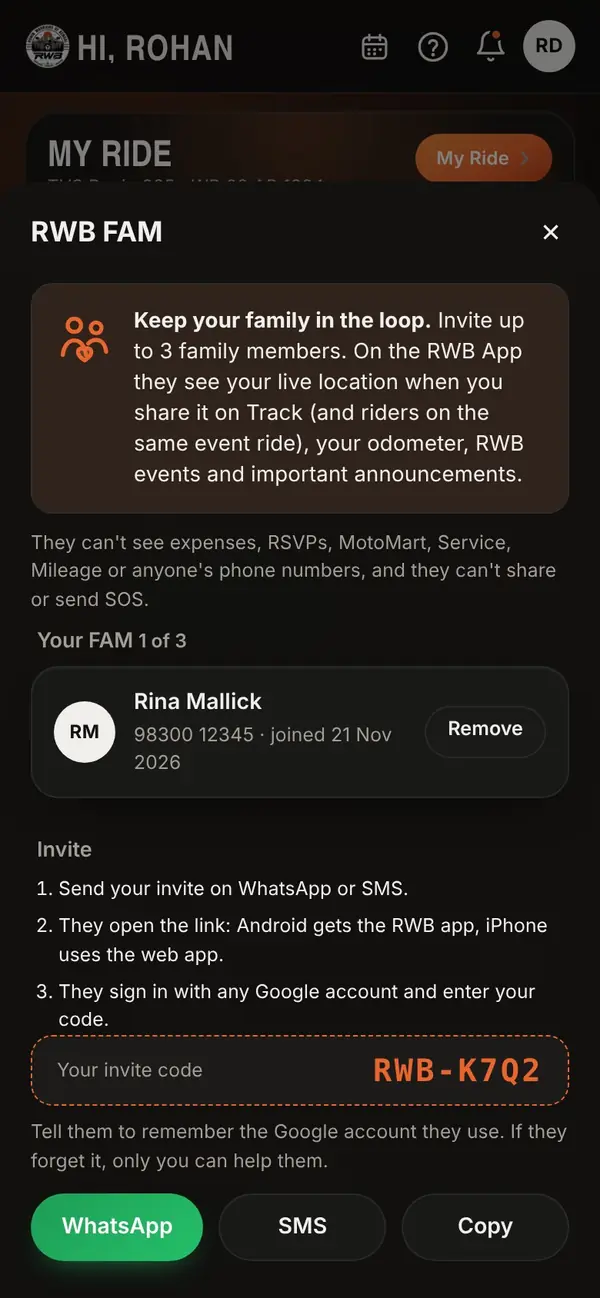 RWB
HI, ROHAN
RD
MY RIDE
My Ride
RWB FAM
Keep your family in the loop. Invite up
to 3 family members. On the RWB App
they see your live location when you
share it on Track (and riders on the
same event ride), your odometer, RWB
events and important announcements.
They can't see expenses, RSVPs, MotoMart, Service,
Mileage or anyone's phone numbers, and they can't share
or send SOS.
Your FAM 1 of 3
RM
Rina Mallick
98300 12345 · joined 21 Nov
2026
Remove
Invite
1. Send your invite on WhatsApp or SMS.
2. They open the link: Android gets the RWB app, iPhone
uses the web app.
3. They sign in with any Google account and enter your
code.
Your invite code
RWB-K7Q2
Tell them to remember the Google account they use. If they
forget it, only you can help them.
WhatsApp
SMS
Copy